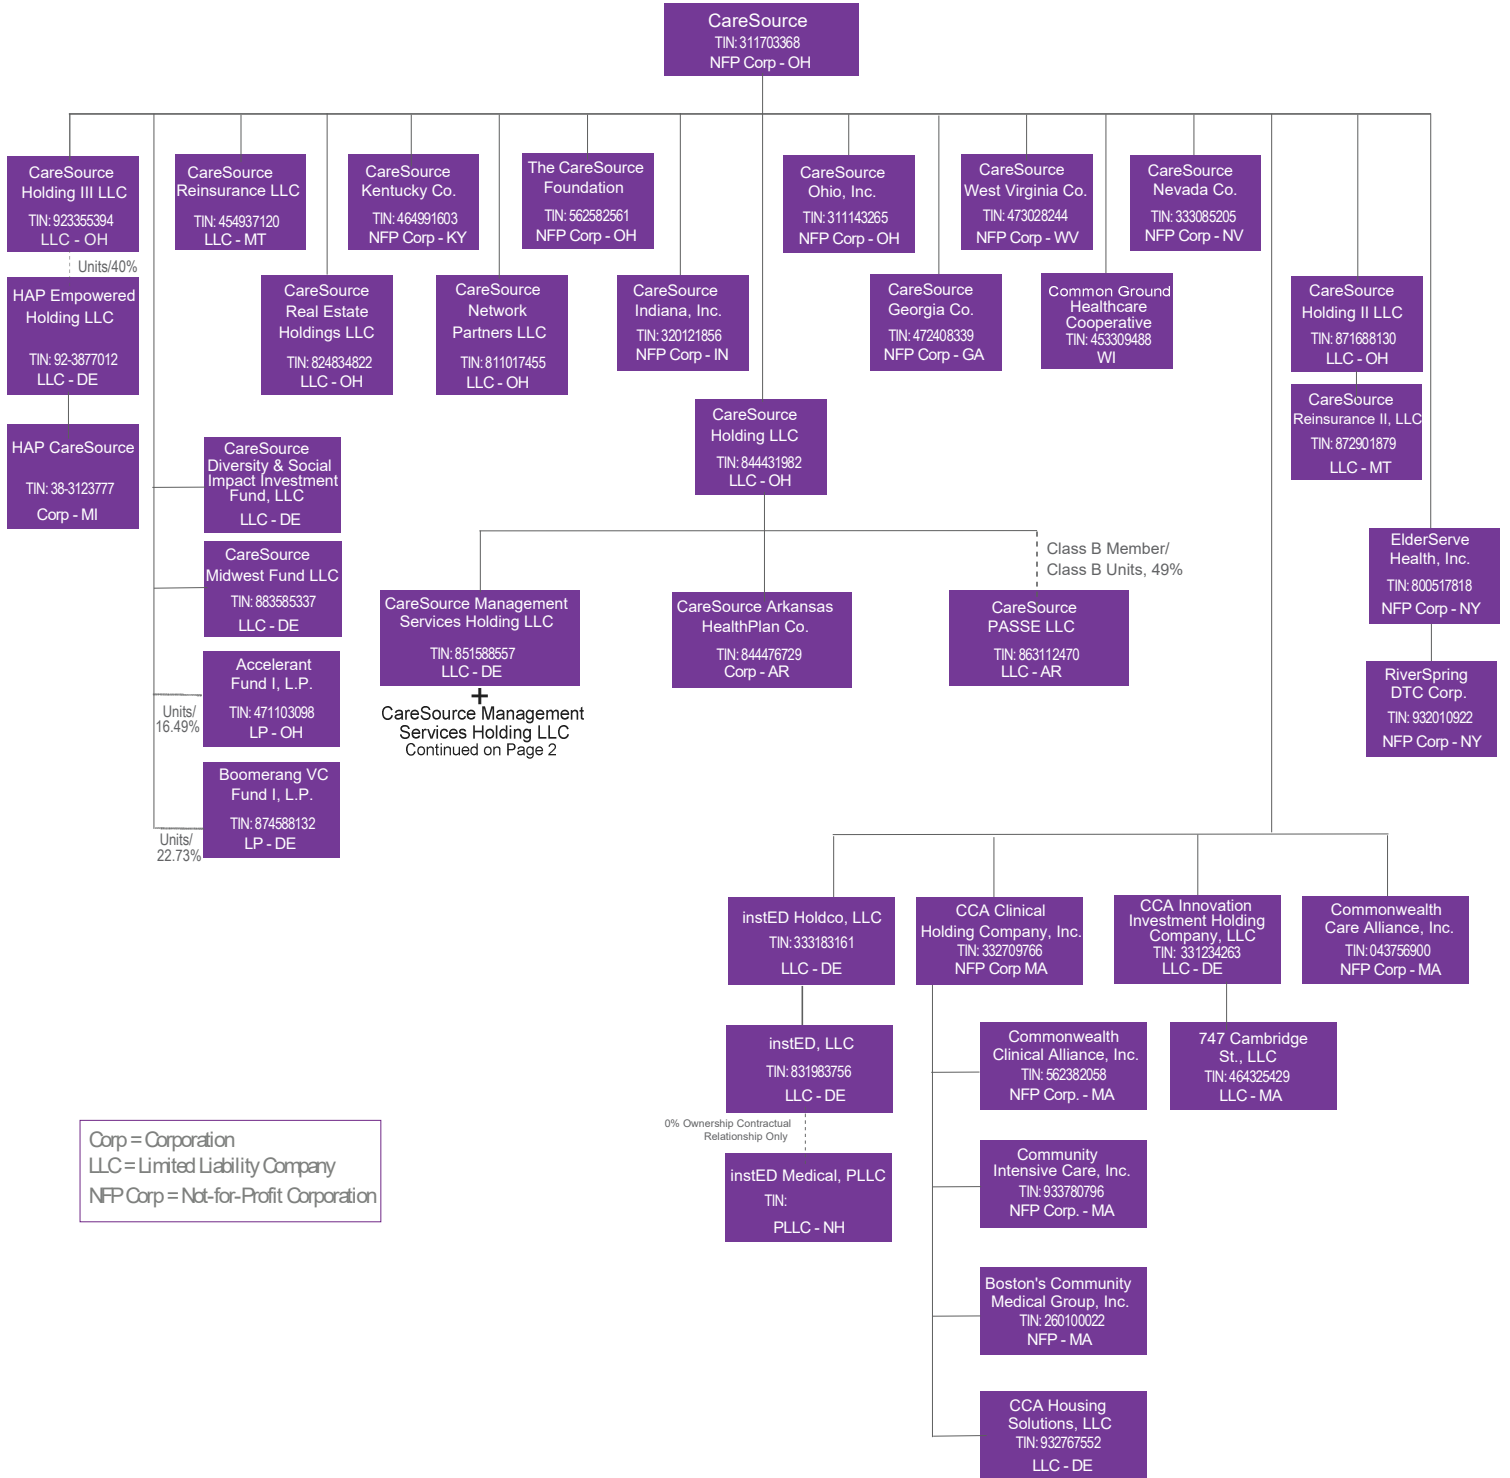 CareSource
TIN: 311703368
NFP Corp - OH
CareSource
Holding III LLC
TIN: 923355394
LLC - OH
CareSource
Reinsurance LLC
TIN: 454937120
LLC - MT
CareSource
Kentucky Co.
TIN: 464991603
NFP Corp - KY
The CareSource
Foundation
TIN: 562582561
NFP Corp - OH
CareSource
Ohio, Inc.
TIN: 311143265
NFP Corp - OH
CareSource
West Virginia Co.
TIN: 473028244
NFP Corp - WV
CareSource
Nevada Co.
TIN: 333085205
NFP Corp - NV
Units/40%
HAP Empowered
Holding LLC
TIN: 92-3877012
LLC - DE
CareSource
Real Estate
Holdings LLC
TIN: 824834822
LLC - OH
CareSource
Network
Partners LLC
TIN: 811017455
LLC - OH
CareSource
Indiana, Inc.
TIN: 320121856
NFP Corp - IN
CareSource
Georgia Co.
TIN: 472408339
NFP Corp - GA
Common Ground
Healthcare
Cooperative
TIN: 453309488
WI
CareSource
Holding II LLC
TIN: 871688130
LLC - OH
CareSource
Reinsurance II, LLC
TIN: 872901879
LLC - MT
HAP CareSource
TIN: 38-3123777
Corp - MI
CareSource
Diversity & Social
Impact Investment
Fund, LLC
LLC - DE
CareSource
Holding LLC
TIN: 844431982
LLC - OH
CareSource
Midwest Fund LLC
TIN: 883585337
LLC - DE
Class B Member/
Class B Units, 49%
ElderServe
Health, Inc.
TIN: 800517818
NFP Corp - NY
CareSource Management
Services Holding LLC
TIN: 851588557
LLC - DE
+
CareSource Management
Services Holding LLC
Continued on Page 2
CareSource Arkansas
HealthPlan Co.
TIN: 844476729
Corp - AR
CareSource
PASSE LLC
TIN: 863112470
LLC - AR
Accelerant
Fund I, L.P.
TIN: 471103098
LP - OH
Units/
16.49%
RiverSpring
DTC Corp.
TIN: 932010922
NFP Corp - NY
Boomerang VC
Fund I, L.P.
TIN: 874588132
LP - DE
Units/
22.73%
instED Holdco, LLC
TIN: 333183161
LLC - DE
CCA Clinical
Holding Company, Inc.
TIN: 332709766
NFP Corp MA
CCA Innovation
Investment Holding
Company, LLC
TIN: 331234263
LLC - DE
Commonwealth
Care Alliance, Inc.
TIN: 043756900
NFP Corp - MA
instED, LLC
TIN: 831983756
LLC - DE
Commonwealth
Clinical Alliance, Inc.
TIN: 562382058
NFP Corp. - MA
747 Cambridge
St., LLC
TIN: 464325429
LLC - MA
0% Ownership Contractual
Relationship Only
instED Medical, PLLC
TIN:
PLLC - NH
Community
Intensive Care, Inc.
TIN: 933780796
NFP Corp. - MA
Boston's Community
Medical Group, Inc.
TIN: 260100022
NFP - MA
CCA Housing
Solutions, LLC
TIN: 932767552
LLC - DE
Corp = Corporation
LLC = Limited Liability Company
NFP Corp = Not-for-Profit Corporation